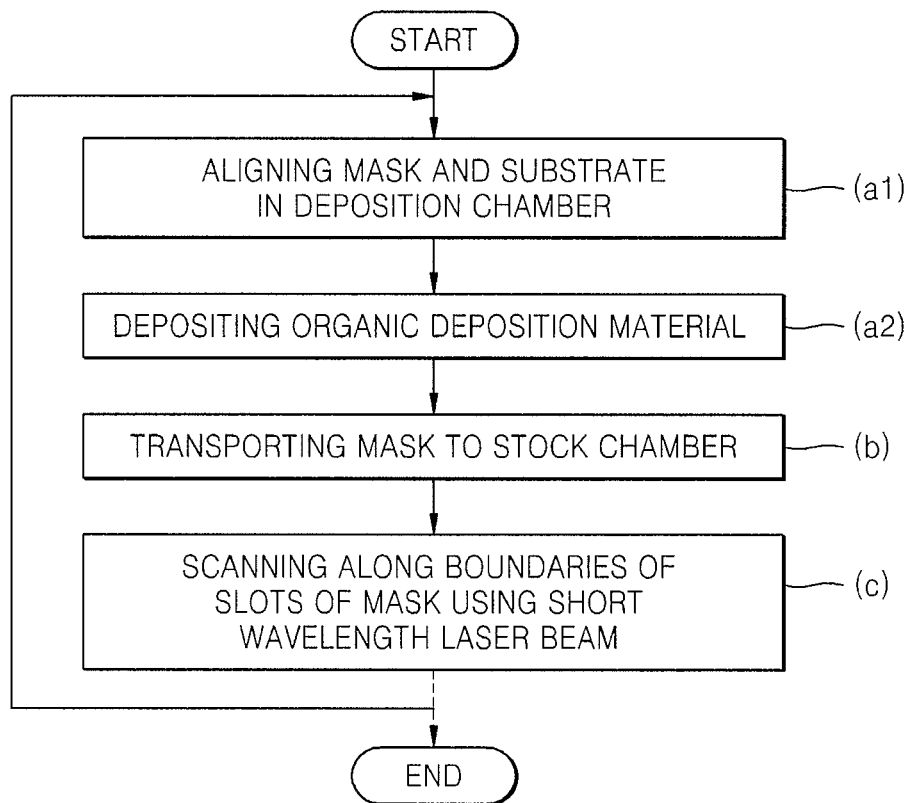 START
ALIGNING MASK AND SUBSTRATE
IN DEPOSITION CHAMBER
(a1)
DEPOSITING ORGANIC DEPOSITION MATERIAL
(a2)
TRANSPORTING MASK TO STOCK CHAMBER
(b)
SCANNING ALONG BOUNDARIES OF
SLOTS OF MASK USING SHORT
WAVELENGTH LASER BEAM
(c)
END